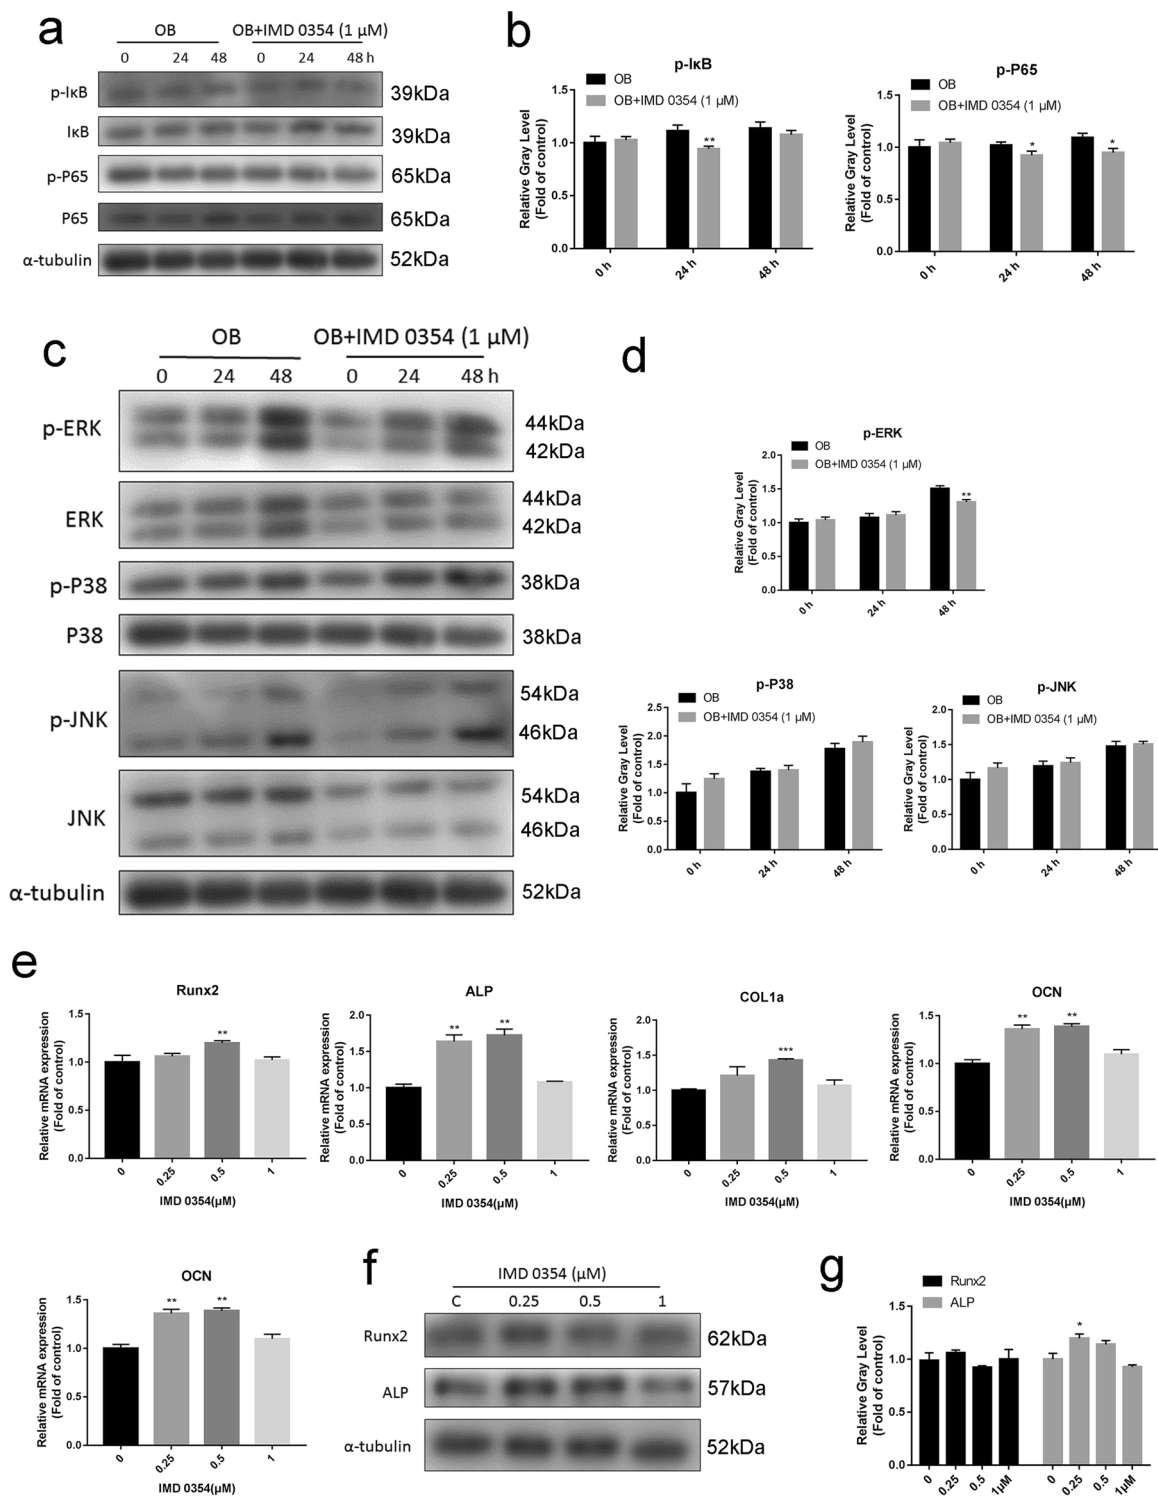 a
OB
OB+IMD 0354 (1 μM)
0 24 48 0 24 48 h
p-IκB 39kDa
IκB 39kDa
p-P65 65kDa
P65 65kDa
α-tubulin 52kDa
b
p-IκB
OB
OB+IMD 0354 (1 μM)
Relative Gray Level
(Fold of control)
1.5
1.0
**
0.5
0.0
0 h 24 h 48 h
p-P65
OB
OB+IMD 0354 (1 μM)
Relative Gray Level
(Fold of control)
1.5
1.0
* *
0.5
0.0
0 h 24 h 48 h
c
OB
OB+IMD 0354 (1 μM)
0 24 48 0 24 48 h
p-ERK 44kDa
42kDa
ERK 44kDa
42kDa
p-P38 38kDa
P38 38kDa
p-JNK 54kDa
46kDa
JNK 54kDa
46kDa
α-tubulin 52kDa
d
p-ERK
OB
OB+IMD 0354 (1 μM)
Relative Gray Level
(Fold of control)
2.0
1.5
**
1.0
0.5
0.0
0 h 24 h 48 h
p-P38
OB
OB+IMD 0354 (1 μM)
Relative Gray Level
(Fold of control)
2.5
2.0
1.5
1.0
0.5
0.0
0 h 24 h 48 h
p-JNK
OB
OB+IMD 0354 (1 μM)
Relative Gray Level
(Fold of control)
2.0
1.5
1.0
0.5
0.0
0 h 24 h 48 h
e
Runx2
Relative mRNA expression
(Fold of control)
1.5
**
1.0
0.5
0.0
0 0.25 0.5 1
IMD 0354(μM)
ALP
Relative mRNA expression
(Fold of control)
2.0
** **
1.5
1.0
0.5
0.0
0 0.25 0.5 1
IMD 0354(μM)
COL1a
Relative mRNA expression
(Fold of control)
2.0
1.5
***
1.0
0.5
0.0
0 0.25 0.5 1
IMD 0354(μM)
OCN
Relative mRNA expression
(Fold of control)
1.5
** **
1.0
0.5
0.0
0 0.25 0.5 1
IMD 0354(μM)
OCN
Relative mRNA expression
(Fold of control)
1.5
** **
1.0
0.5
0.0
0 0.25 0.5 1
IMD 0354(μM)
f
IMD 0354 (μM)
C 0.25 0.5 1
Runx2 62kDa
ALP 57kDa
α-tubulin 52kDa
g
Runx2
ALP
Relative Gray Level
(Fold of control)
1.5
*
1.0
0.5
0.0
0 0.25 0.5 1μM 0 0.25 0.5 1μM